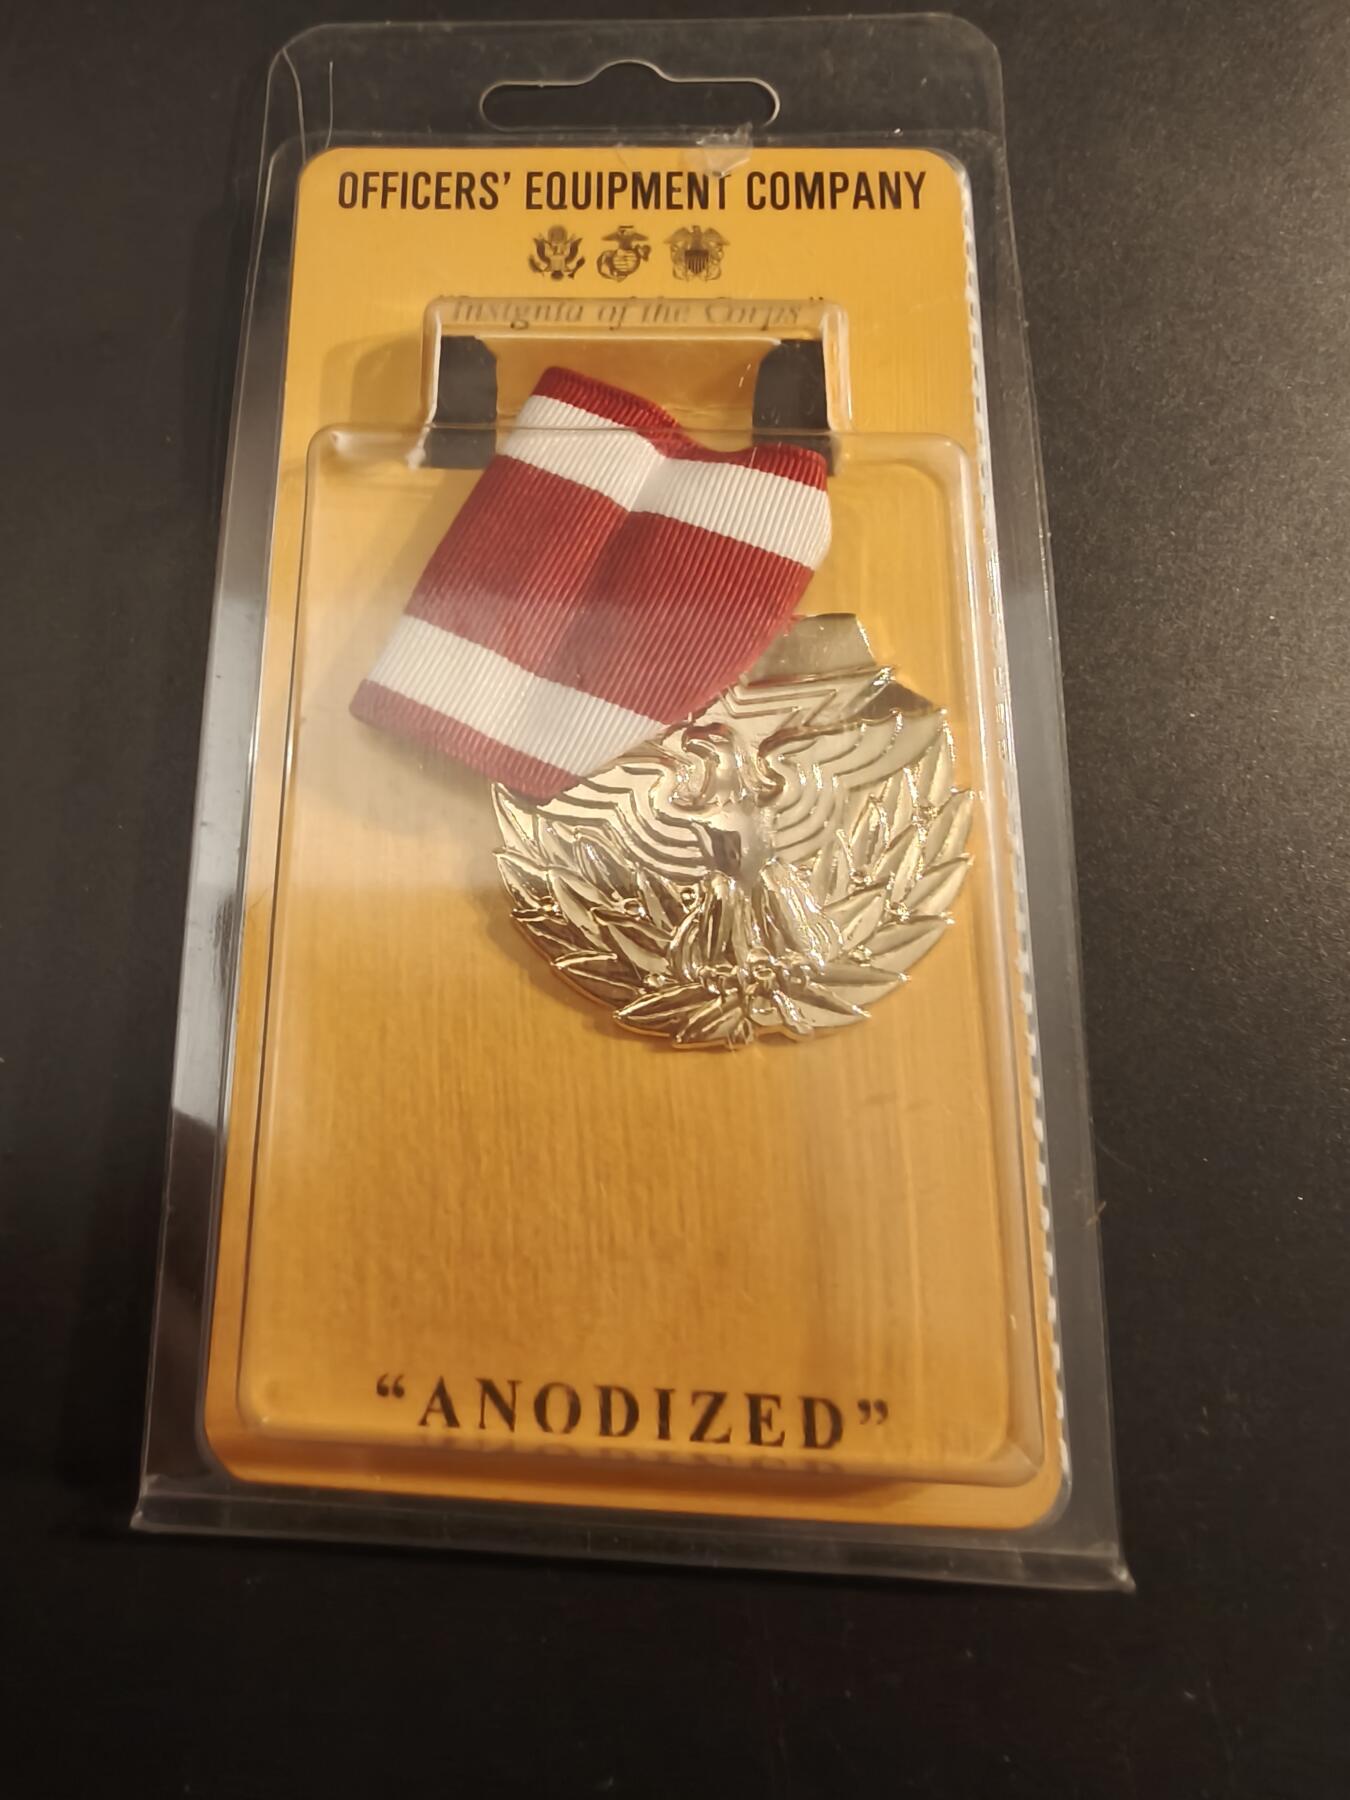 OFFICERS' EQUIPMENT COMPANY
"Insignia of the Corps"
"ANODIZED"